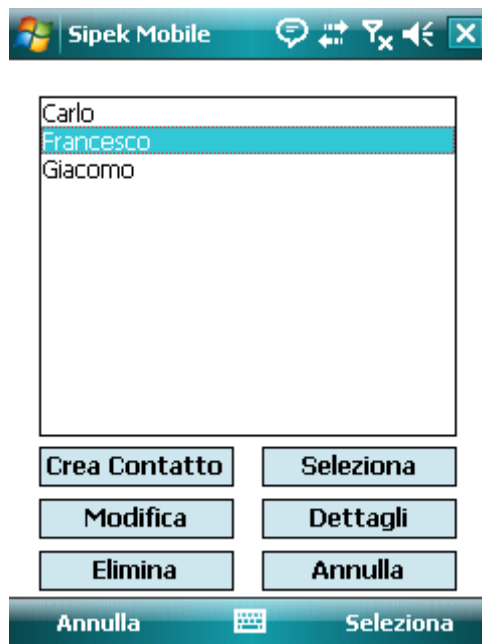 Sipek Mobile
Carlo
Francesco
Giacomo
Crea Contatto Seleziona
Modifica Dettagli
Elimina Annulla
Annulla Seleziona